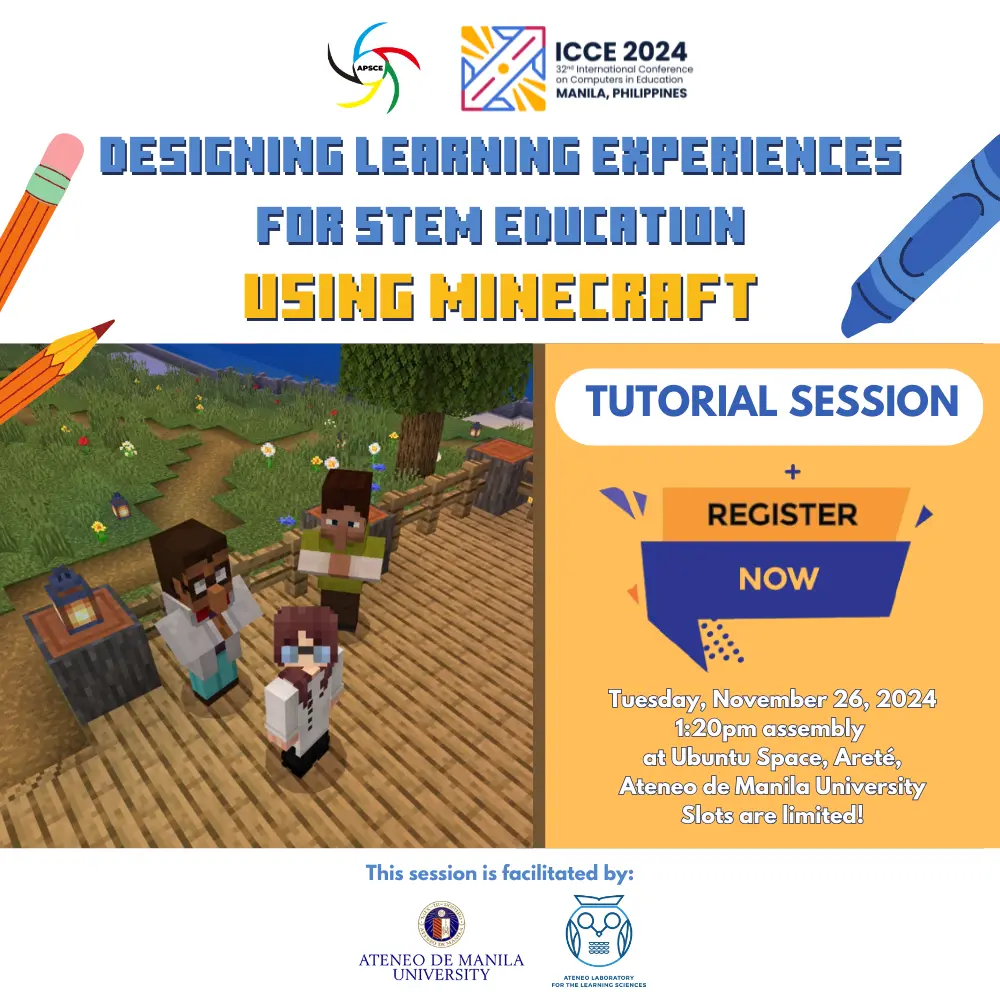 APSCE
ICCE 2024
32nd International Conference
on Computers in Education
MANILA, PHILIPPINES
DESIGNING LEARNING EXPERIENCES
FOR STEM EDUCATION
USING MINECRAFT
TUTORIAL SESSION
REGISTER
NOW
Tuesday, November 26, 2024
1:20pm assembly
at Ubuntu Space, Areté,
Ateneo de Manila University
Slots are limited!
This session is facilitated by:
ATENEO DE MANILA
UNIVERSITY
ATENEO LABORATORY
FOR THE LEARNING SCIENCES